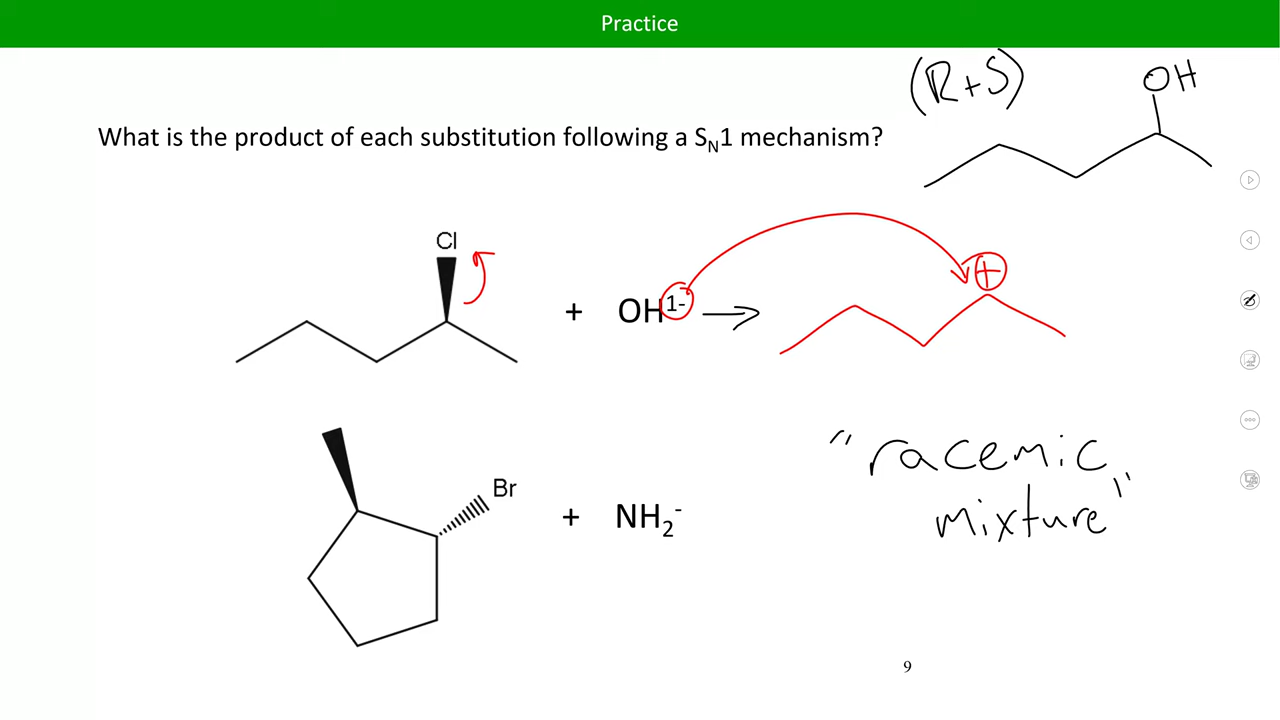 Practice
(R+S)
OH
What is the product of each substitution following a SN1 mechanism?
Cl
+ OH1-
+
Br
+ NH2-
"racemic
mixture"
9